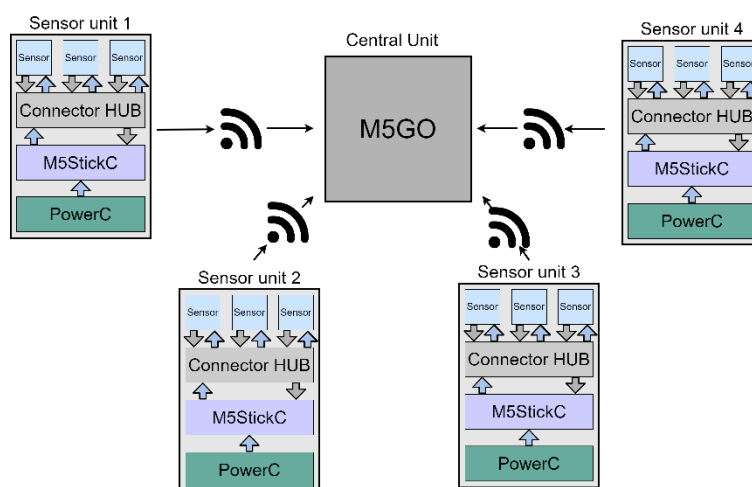 Sensor unit 1
Sensor Sensor Sensor
Connector HUB
M5StickC
PowerC
Central Unit
M5GO
Sensor unit 4
Sensor Sensor Sensor
Connector HUB
M5StickC
PowerC
Sensor unit 2
Sensor Sensor Sensor
Connector HUB
M5StickC
PowerC
Sensor unit 3
Sensor Sensor Sensor
Connector HUB
M5StickC
PowerC